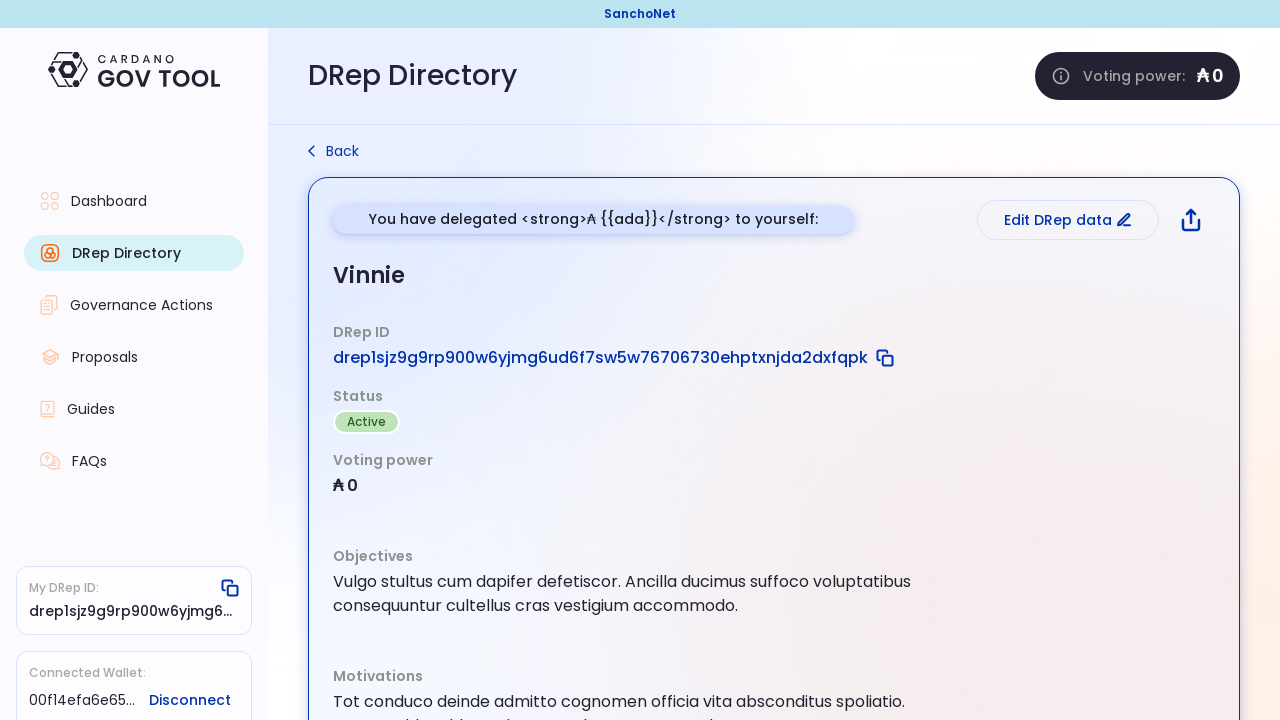 SanchoNet
CARDANO
GOV TOOL
DRep Directory
Voting power: ₳ 0
Back
Dashboard
DRep Directory
Governance Actions
Proposals
Guides
FAQs
You have delegated <strong>₳ {{ada}}</strong> to yourself:
Edit DRep data
Vinnie
DRep ID
drep1sjz9g9rp900w6yjmg6ud6f7sw5w76706730ehptxnjda2dxfqpk
Status
Active
Voting power
₳ 0
Objectives
Vulgo stultus cum dapifer defetiscor. Ancilla ducimus suffoco voluptatibus
consequuntur cultellus cras vestigium accommodo.
Motivations
Tot conduco deinde admitto cognomen officia vita absconditus spoliatio.
My DRep ID:
drep1sjz9g9rp900w6yjmg6...
Connected Wallet:
00f14efa6e65... Disconnect